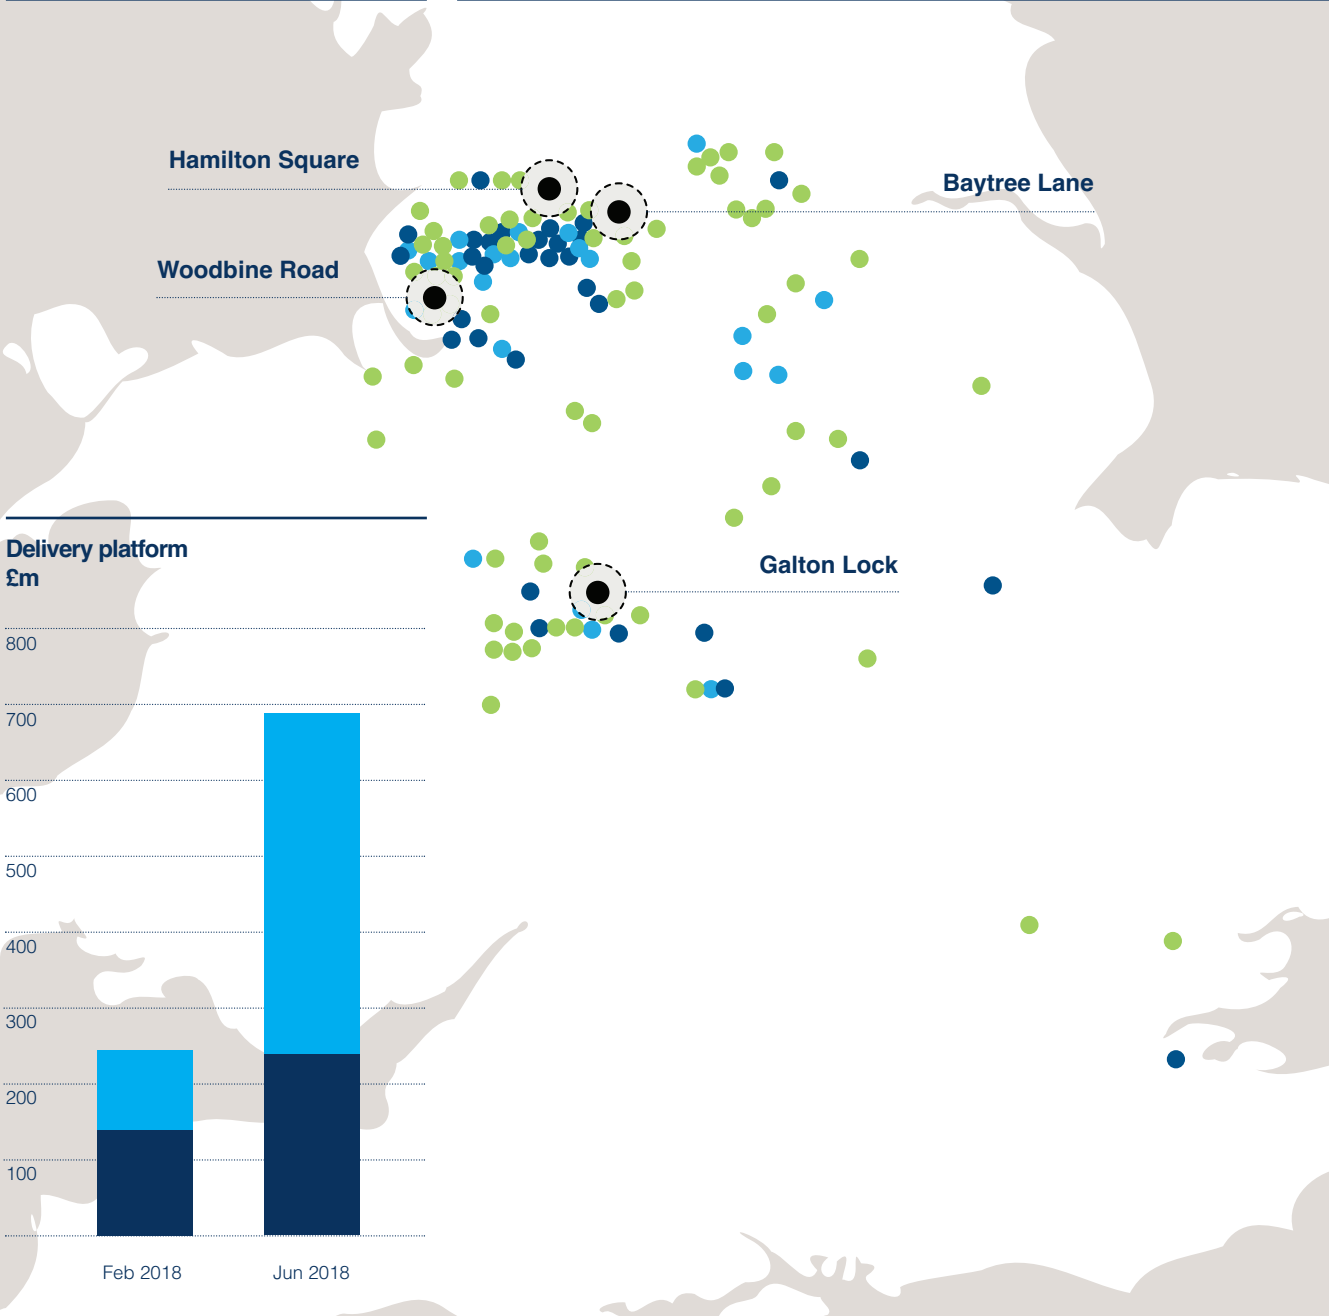 Hamilton Square
Baytree Lane
Woodbine Road
Delivery platform
£m
Galton Lock
800
700
600
500
400
300
200
100
Feb 2018
Jun 2018